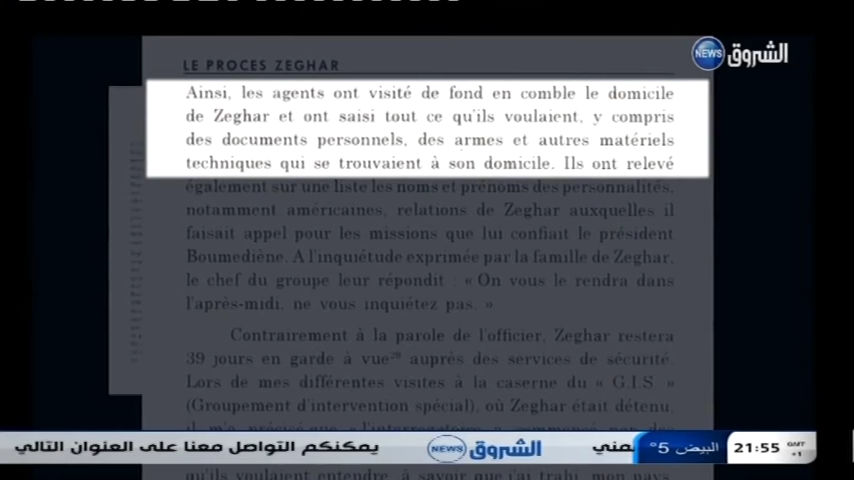 NEWS الشروق
LE PROCES ZEGHAR
Ainsi, les agents ont visité de fond en comble le domicile
de Zeghar et ont saisi tout ce qu'ils voulaient, y compris
des documents personnels, des armes et autres matériels
techniques qui se trouvaient à son domicile. Ils ont relevé
également sur une liste les noms et prénoms des personnalités,
notamment américaines, relations de Zeghar auxquelles il
faisait appel pour les missions que lui confiait le président
Boumediène. A l'inquiétude exprimée par la famille de Zeghar,
le chef du groupe leur répondit : « On vous le rendra dans
l'après-midi, ne vous inquiétez pas. »
Contrairement à la parole de l'officier, Zeghar restera
39 jours en garde à vue²⁰ auprès des services de sécurité.
Lors de mes différentes visites à la caserne du « G.I.S. »
(Groupement d'intervention spécial), où Zeghar était détenu,
يمكنكم التواصل معنا على العنوان التالي
الشروق NEWS
البيض 5°
21:55 GMT +1
qu'ils voulaient entendre, à savoir que j'ai trahi mon pays